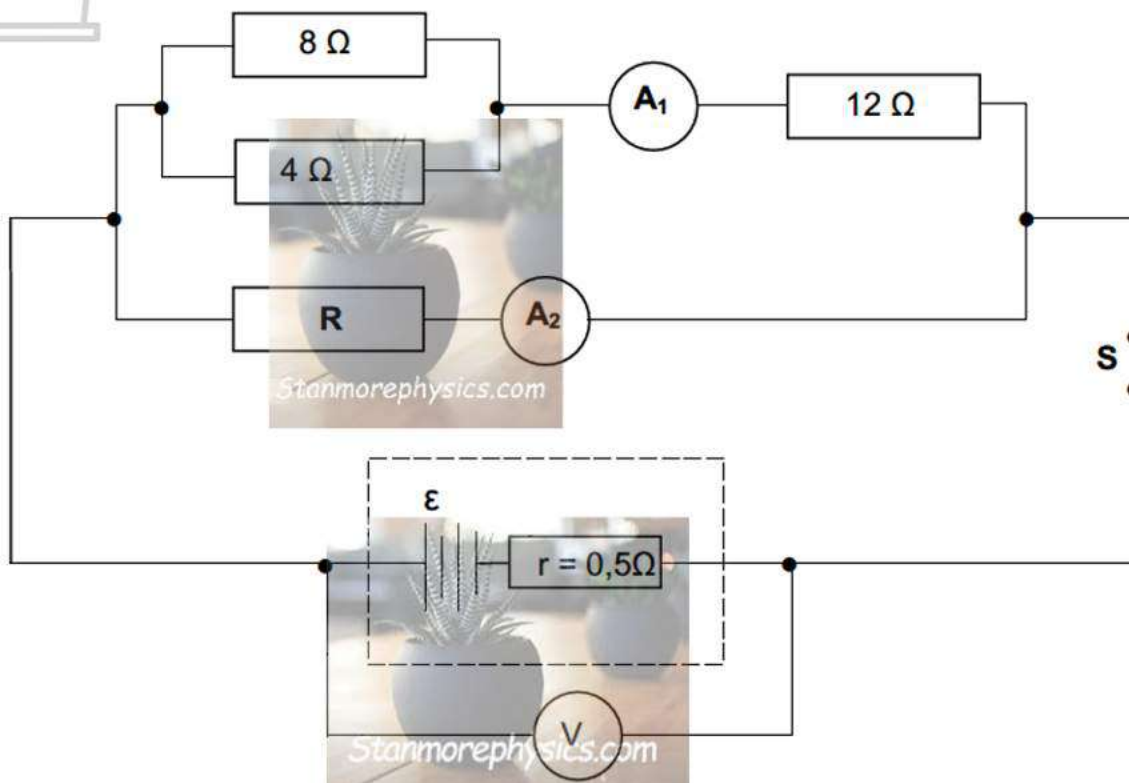 8 Ω
A₁
12 Ω
4 Ω
R
A₂
S
Stanmorephysics.com
ε
r = 0,5Ω
V
Stanmorephysics.com